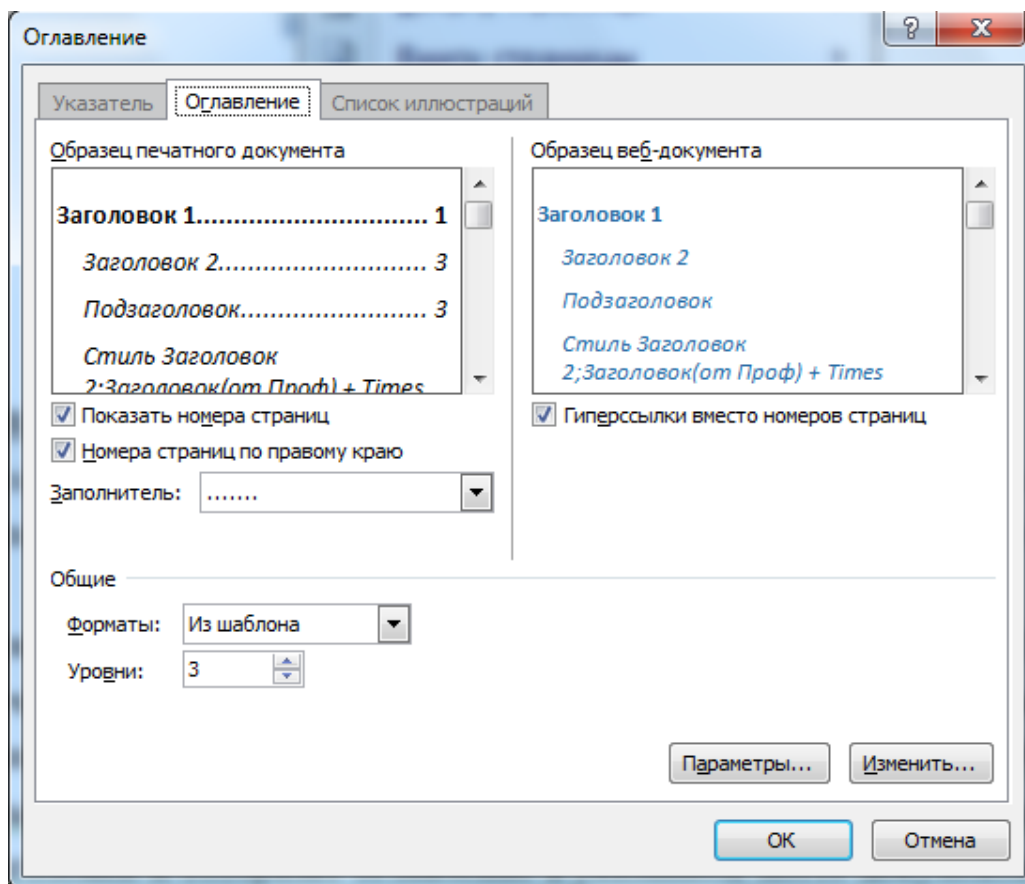 Оглавление
Указатель
Оглавление
Список иллюстраций
Образец печатного документа
Заголовок 1............................. 1
Заголовок 2.......................... 3
Подзаголовок....................... 3
Стиль Заголовок
2;Заголовок(от Проф) + Times
Показать номера страниц
Номера страниц по правому краю
Заполнитель: .......
Образец веб-документа
Заголовок 1
Заголовок 2
Подзаголовок
Стиль Заголовок
2;Заголовок(от Проф) + Times
Гиперссылки вместо номеров страниц
Общие
Форматы: Из шаблона
Уровни: 3
Параметры...
Изменить...
ОК
Отмена